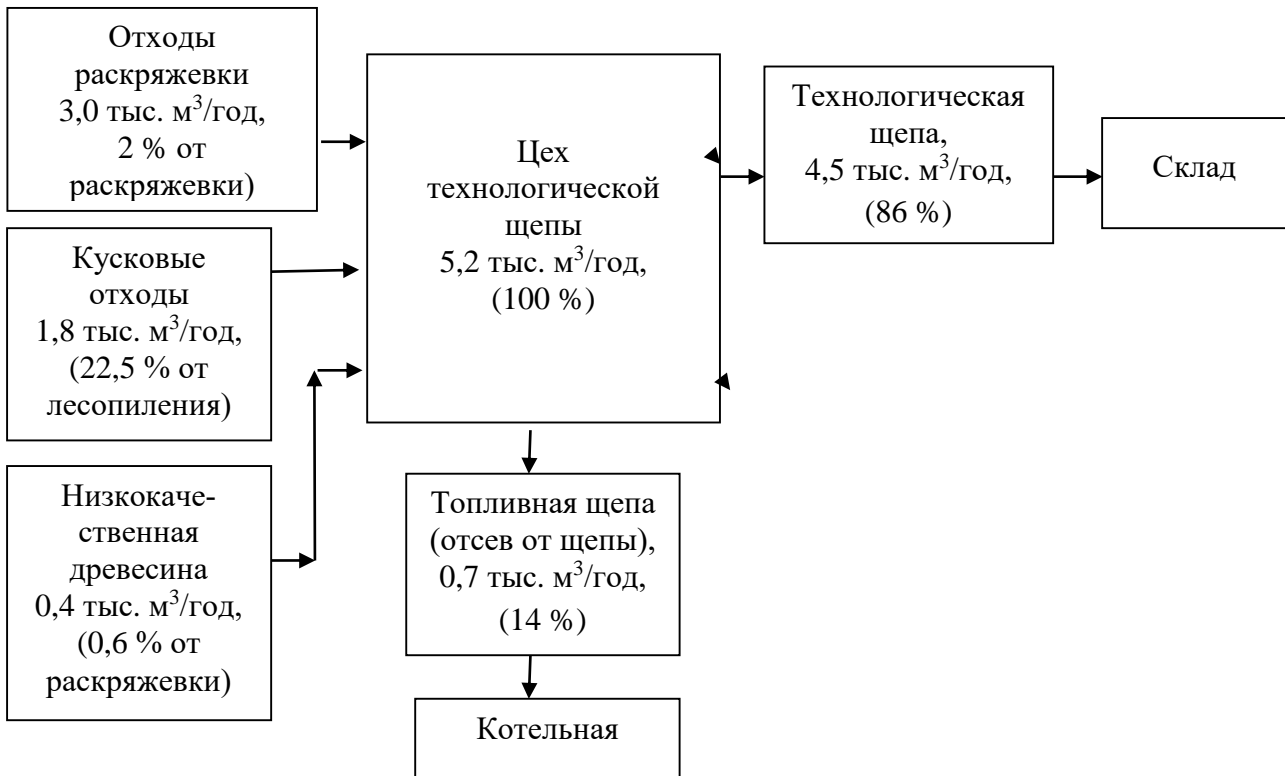 Отходы
раскряжевки
3,0 тыс. м³/год,
2 % от
раскряжевки)
Кусковые
отходы
1,8 тыс. м³/год,
(22,5 % от
лесопиления)
Низкокаче-
ственная
древесина
0,4 тыс. м³/год,
(0,6 % от
раскряжевки)
Цех
технологической
щепы
5,2 тыс. м³/год,
(100 %)
Топливная щепа
(отсев от щепы),
0,7 тыс. м³/год,
(14 %)
Котельная
Технологическая
щепа,
4,5 тыс. м³/год,
(86 %)
Склад